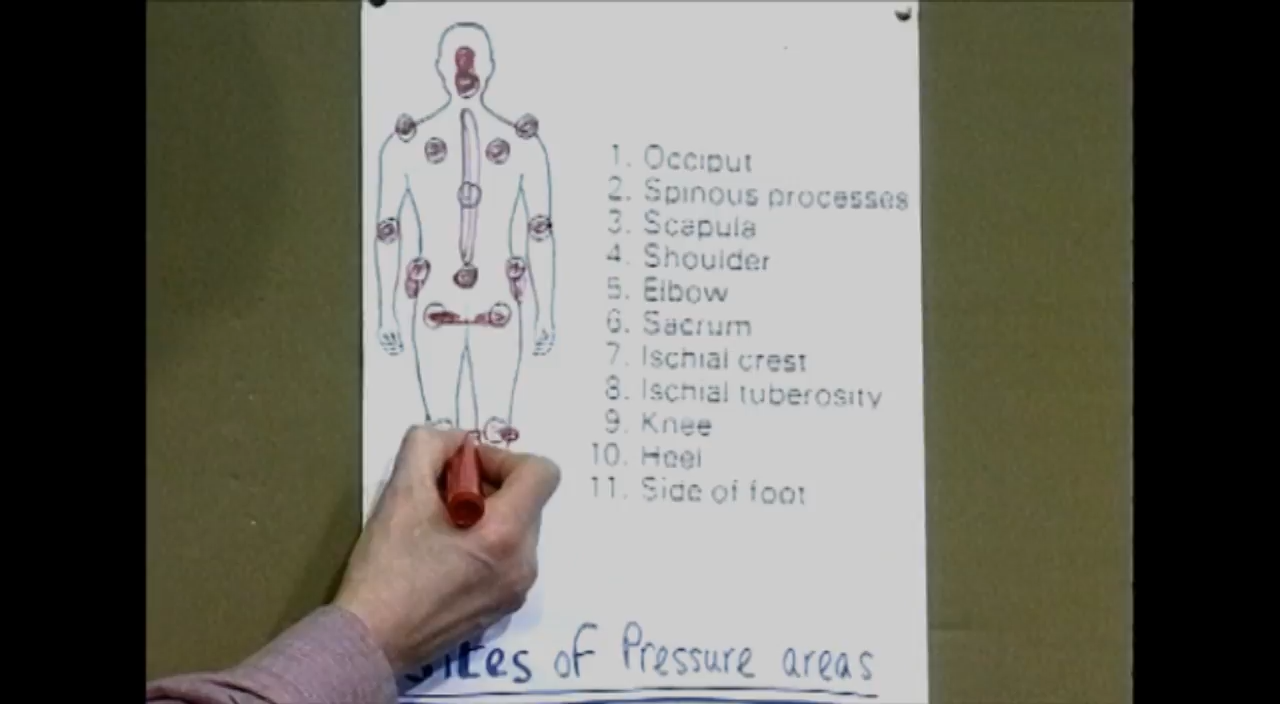 1. Occiput
2. Spinous processes
3. Scapula
4. Shoulder
5. Elbow
6. Sacrum
7. Ischial crest
8. Ischial tuberosity
9. Knee
10. Heel
11. Side of foot
Sites of Pressure areas